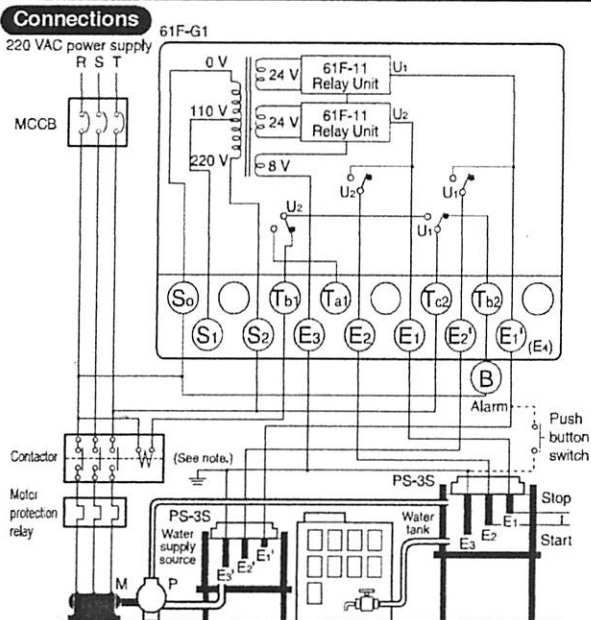 Connections
220 VAC power supply
61F-G1
R S T
MCCB
0 V
110 V
220 V
24 V
61F-11
Relay Unit
U1
24 V
61F-11
Relay Unit
U2
8 V
U2
U2
U1
U1
S0
Tb1
Ta1
Tc2
Tb2
S1
S2
E3
E2
E1
E2'
E1'
(E4)
B
Alarm
Push
button
switch
Contactor
(See note.)
Motor
protection
relay
PS-3S
Stop
Start
E1
E2
E3
Water
tank
PS-3S
Water
supply
source
E1'
E2'
E3'
M
P